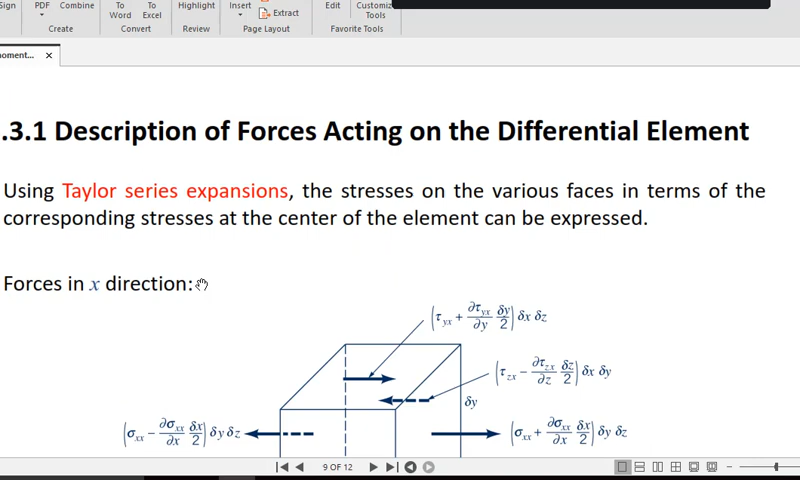 Sign
PDF
Combine
To
Word
To
Excel
Highlight
Insert
Extract
Edit
Customiz
Tools
Create
Convert
Review
Page Layout
Favorite Tools
moment... ×
.3.1 Description of Forces Acting on the Differential Element
Using Taylor series expansions, the stresses on the various faces in terms of the
corresponding stresses at the center of the element can be expressed.
Forces in x direction:
(τyx + ∂τyx/∂y δy/2) δx δz
(τzx − ∂τzx/∂z δz/2) δx δy
δy
(σxx − ∂σxx/∂x δx/2) δy δz
(σxx + ∂σxx/∂x δx/2) δy δz
9 OF 12